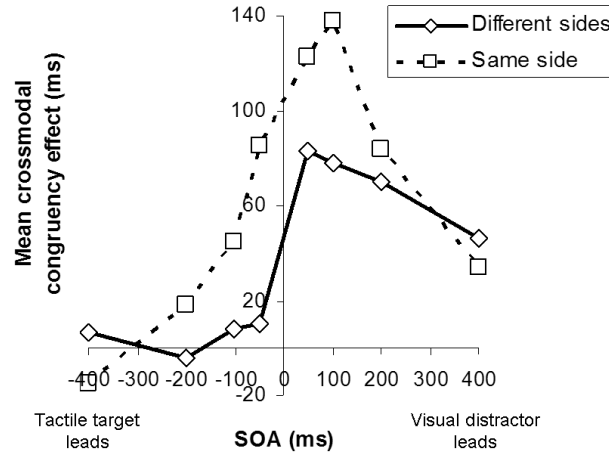 140
100
60
20
-20
Different sides
Same side
Mean crossmodal
congruency effect (ms)
-400 -300 -200 -100 0 100 200 300 400
Tactile target
leads
SOA (ms)
Visual distractor
leads